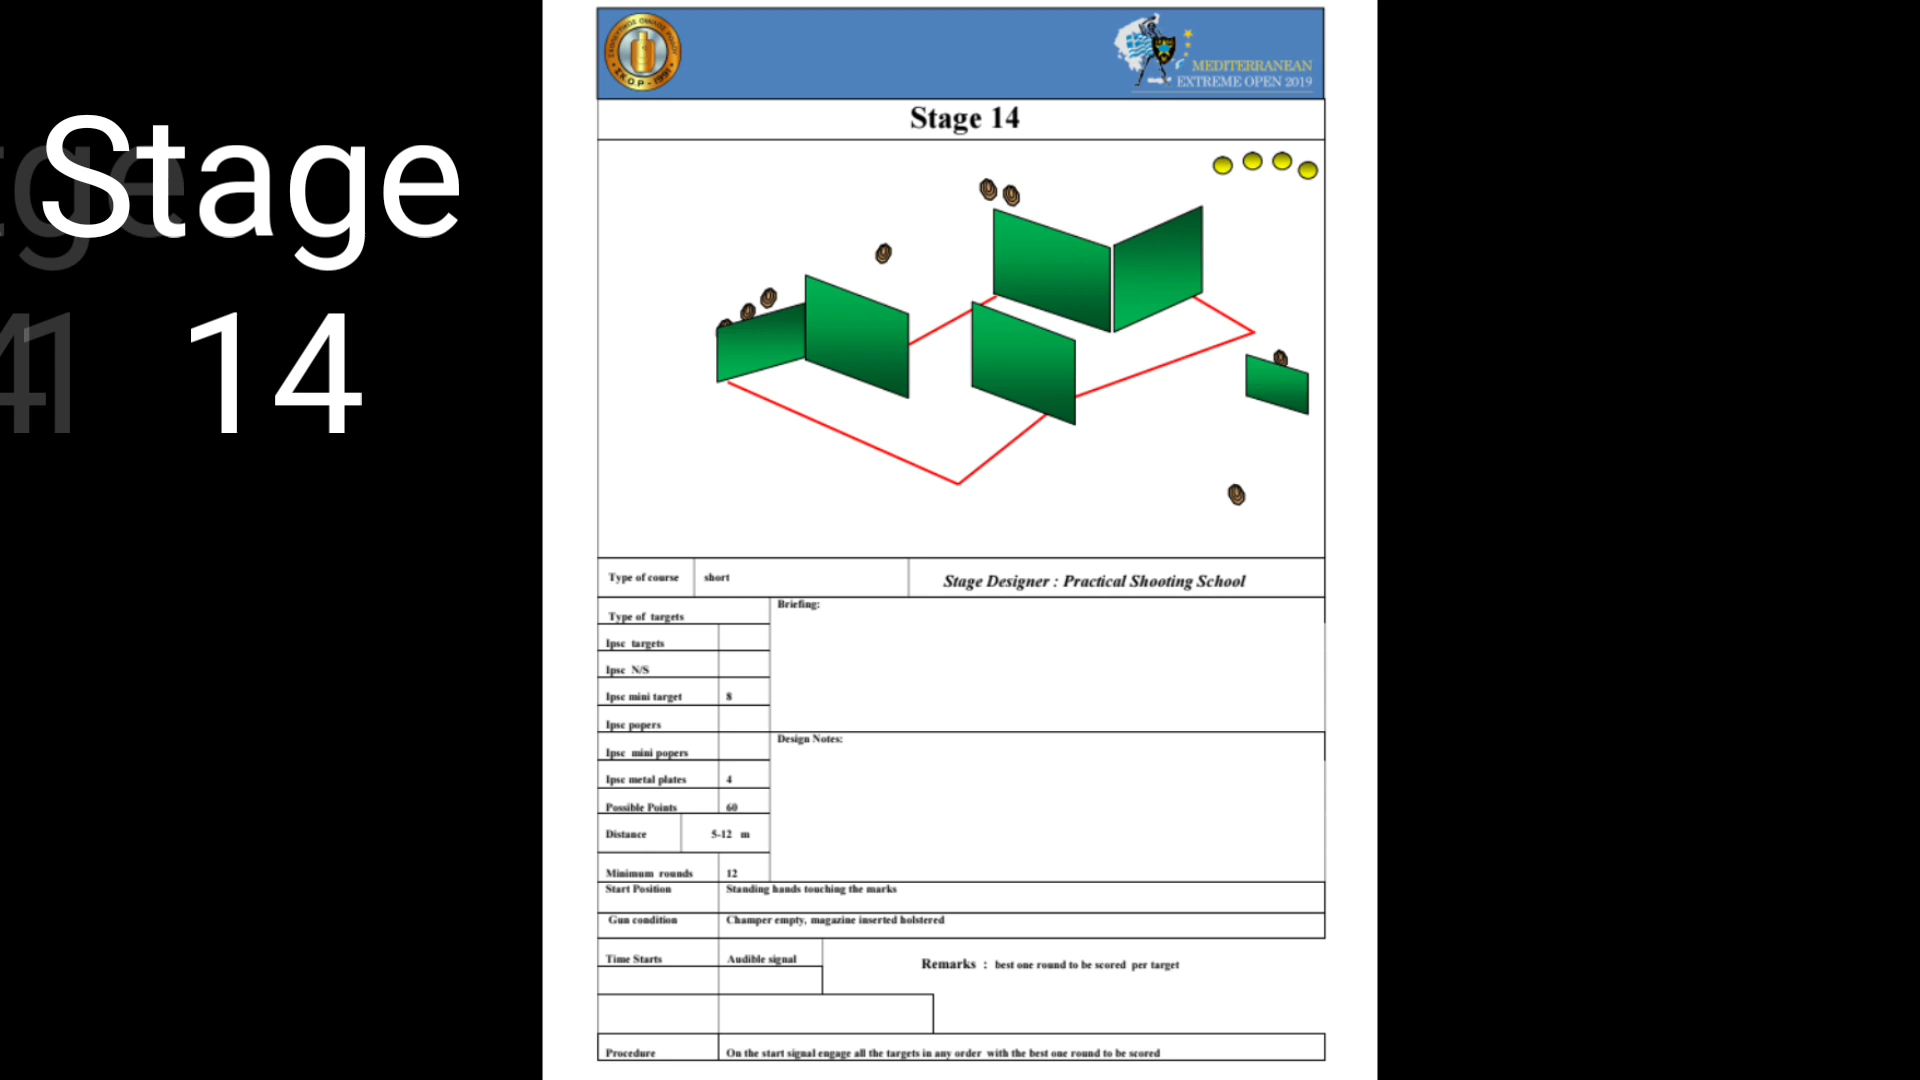 Stage
14
ΣΚΟΠΕΥΤΙΚΟΣ ΟΜΙΛΟΣ
ΣΚΟΡ - 1991
MEDITERRANEAN
EXTREME OPEN 2019
Stage 14
Type of course short
Stage Designer : Practical Shooting School
Type of targets
Ipsc targets
Ipsc N/S
Ipsc mini target 8
Ipsc popers
Ipsc mini popers
Ipsc metal plates 4
Possible Points 60
Distance 5-12 m
Minimum rounds 12
Briefing:
Design Notes:
Start Position Standing hands touching the marks
Gun condition Champer empty, magazine inserted holstered
Time Starts Audible signal
Remarks : best one round to be scored per target
Procedure On the start signal engage all the targets in any order with the best one round to be scored